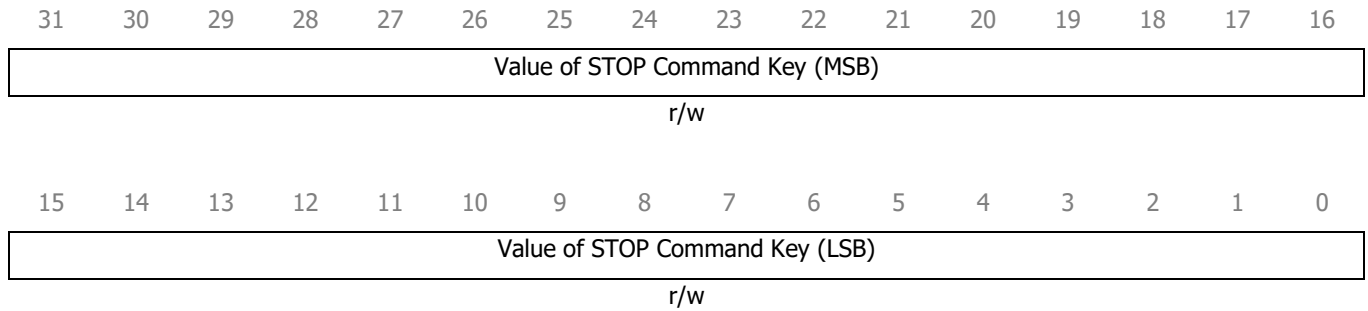 31 30 29 28 27 26 25 24 23 22 21 20 19 18 17 16
Value of STOP Command Key (MSB)
r/w
15 14 13 12 11 10 9 8 7 6 5 4 3 2 1 0
Value of STOP Command Key (LSB)
r/w